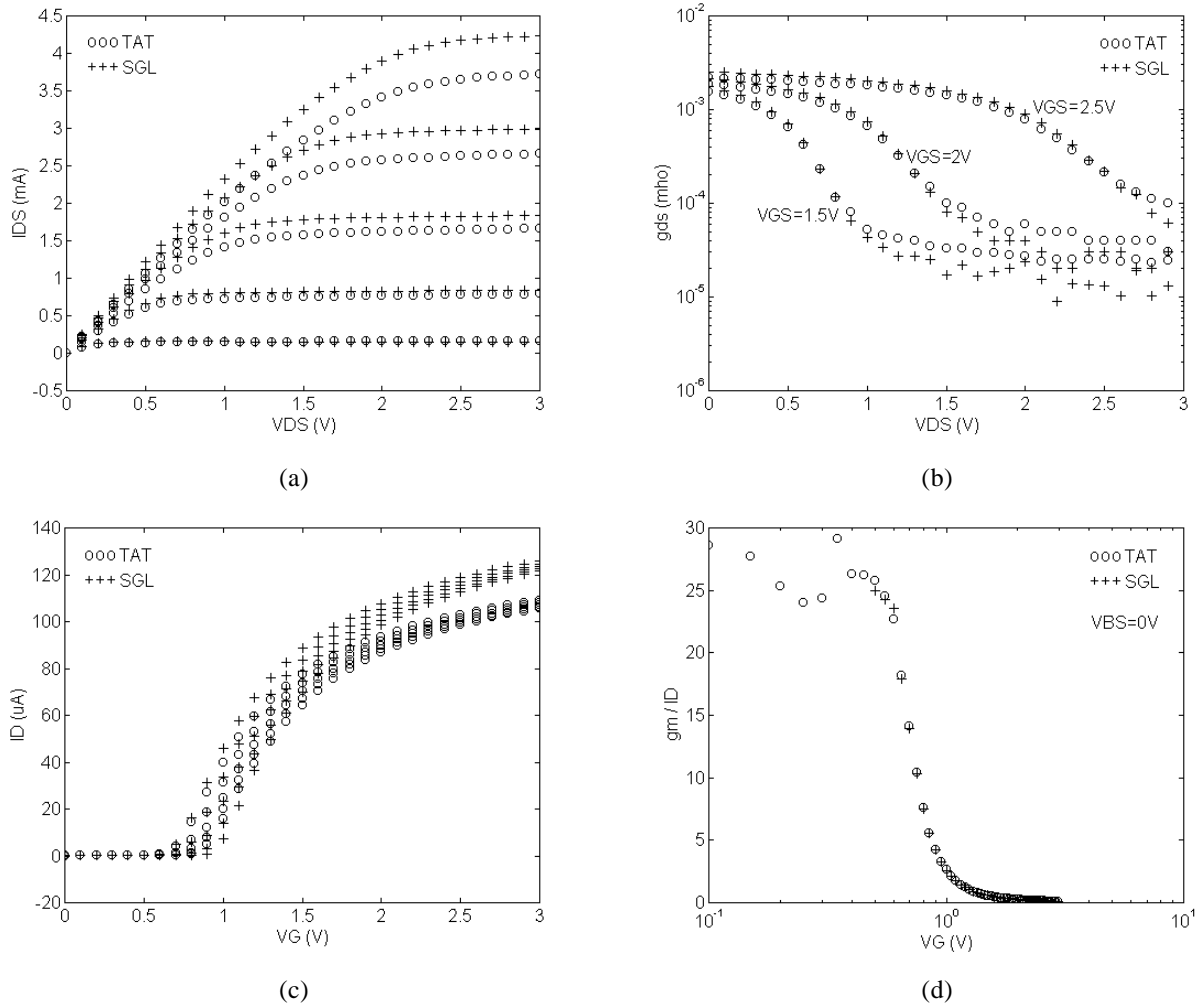 4.5
4
3.5
3
2.5
2
1.5
1
0.5
0
-0.5
IDS (mA)
ooo TAT
+++ SGL
0 0.5 1 1.5 2 2.5 3
VDS (V)
(a)
10^-2
10^-3
10^-4
10^-5
10^-6
gds (mho)
ooo TAT
+++ SGL
VGS=2.5V
VGS=2V
VGS=1.5V
0 0.5 1 1.5 2 2.5 3
VDS (V)
(b)
140
120
100
80
60
40
20
0
-20
ID (uA)
ooo TAT
+++ SGL
0 0.5 1 1.5 2 2.5 3
VG (V)
(c)
30
25
20
15
10
5
0
gm / ID
ooo TAT
+++ SGL
VBS=0V
10^-1 10^0 10^1
VG (V)
(d)